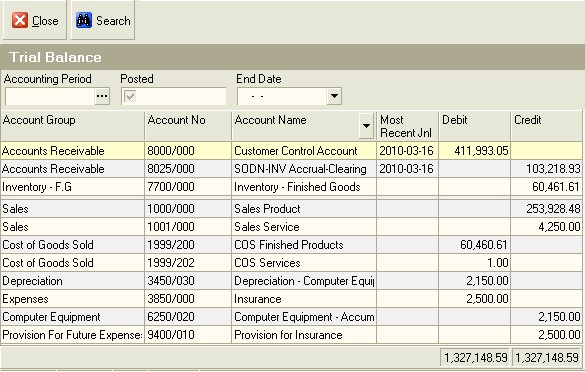 Close Search
Trial Balance
Accounting Period Posted End Date
... - -
Account Group Account No Account Name Most Recent Jnl Debit Credit
Accounts Receivable 8000/000 Customer Control Account 2010-03-16 411,993.05
Accounts Receivable 8025/000 SODN-INV Accrual-Clearing 2010-03-16 103,218.93
Inventory - F.G 7700/000 Inventory - Finished Goods 60,461.61
Sales 1000/000 Sales Product 253,928.48
Sales 1001/000 Sales Service 4,250.00
Cost of Goods Sold 1999/200 COS Finished Products 60,460.61
Cost of Goods Sold 1999/202 COS Services 1.00
Depreciation 3450/030 Depreciation - Computer Equi 2,150.00
Expenses 3850/000 Insurance 2,500.00
Computer Equipment 6250/020 Computer Equipment - Accum 2,150.00
Provision For Future Expense: 9400/010 Provision for Insurance 2,500.00
1,327,148.59 1,327,148.59